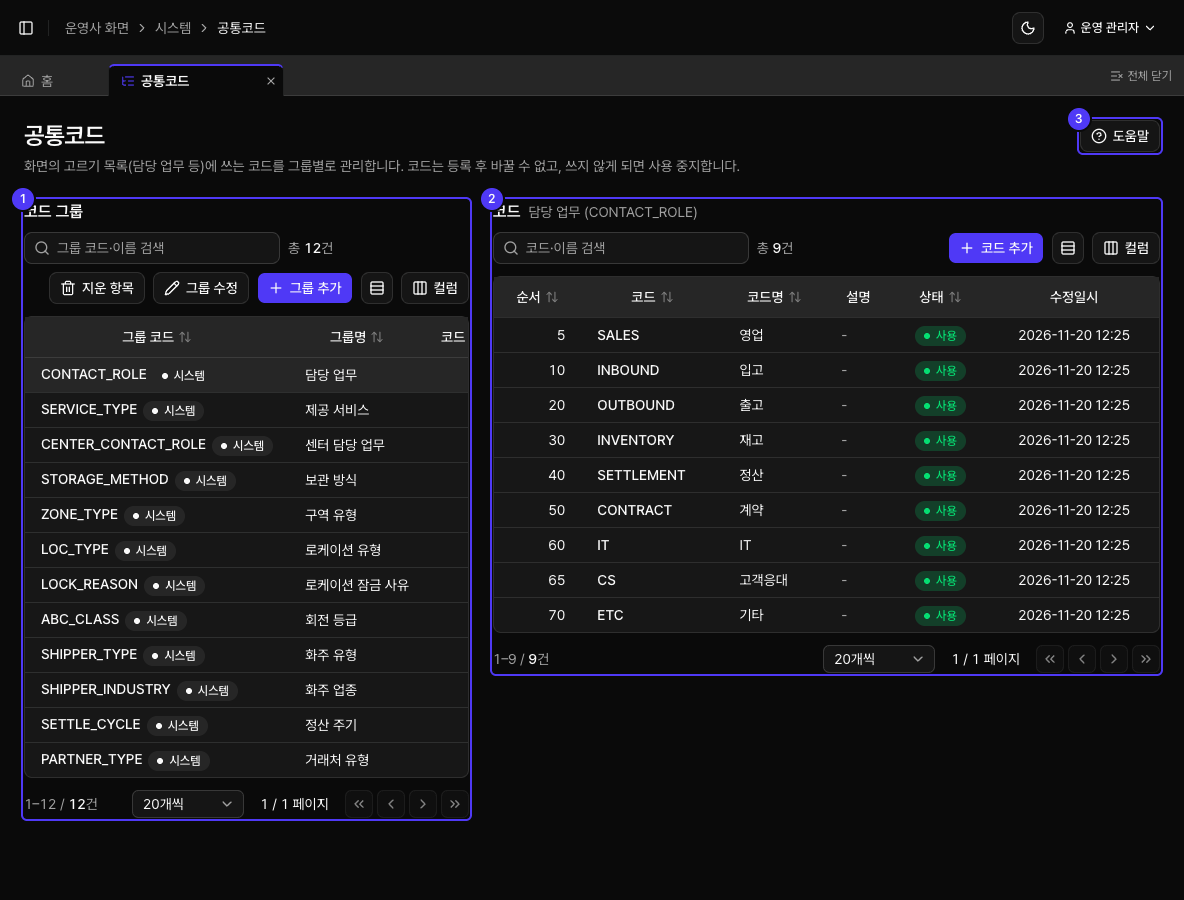 운영사 화면 > 시스템 > 공통코드
운영 관리자
홈
공통코드
전체 닫기
공통코드
3
도움말
화면의 고르기 목록(담당 업무 등)에 쓰는 코드를 그룹별로 관리합니다. 코드는 등록 후 바꿀 수 없고, 쓰지 않게 되면 사용 중지합니다.
1
코드 그룹
그룹 코드·이름 검색
총 12건
지운 항목
그룹 수정
그룹 추가
컬럼
그룹 코드 그룹명 코드
CONTACT_ROLE 시스템 담당 업무
SERVICE_TYPE 시스템 제공 서비스
CENTER_CONTACT_ROLE 시스템 센터 담당 업무
STORAGE_METHOD 시스템 보관 방식
ZONE_TYPE 시스템 구역 유형
LOC_TYPE 시스템 로케이션 유형
LOCK_REASON 시스템 로케이션 잠금 사유
ABC_CLASS 시스템 회전 등급
SHIPPER_TYPE 시스템 화주 유형
SHIPPER_INDUSTRY 시스템 화주 업종
SETTLE_CYCLE 시스템 정산 주기
PARTNER_TYPE 시스템 거래처 유형
1–12 / 12건
20개씩
1 / 1 페이지
2
코드 담당 업무 (CONTACT_ROLE)
코드·이름 검색
총 9건
코드 추가
컬럼
순서 코드 코드명 설명 상태 수정일시
5 SALES 영업 - 사용 2026-11-20 12:25
10 INBOUND 입고 - 사용 2026-11-20 12:25
20 OUTBOUND 출고 - 사용 2026-11-20 12:25
30 INVENTORY 재고 - 사용 2026-11-20 12:25
40 SETTLEMENT 정산 - 사용 2026-11-20 12:25
50 CONTRACT 계약 - 사용 2026-11-20 12:25
60 IT IT - 사용 2026-11-20 12:25
65 CS 고객응대 - 사용 2026-11-20 12:25
70 ETC 기타 - 사용 2026-11-20 12:25
1–9 / 9건
20개씩
1 / 1 페이지